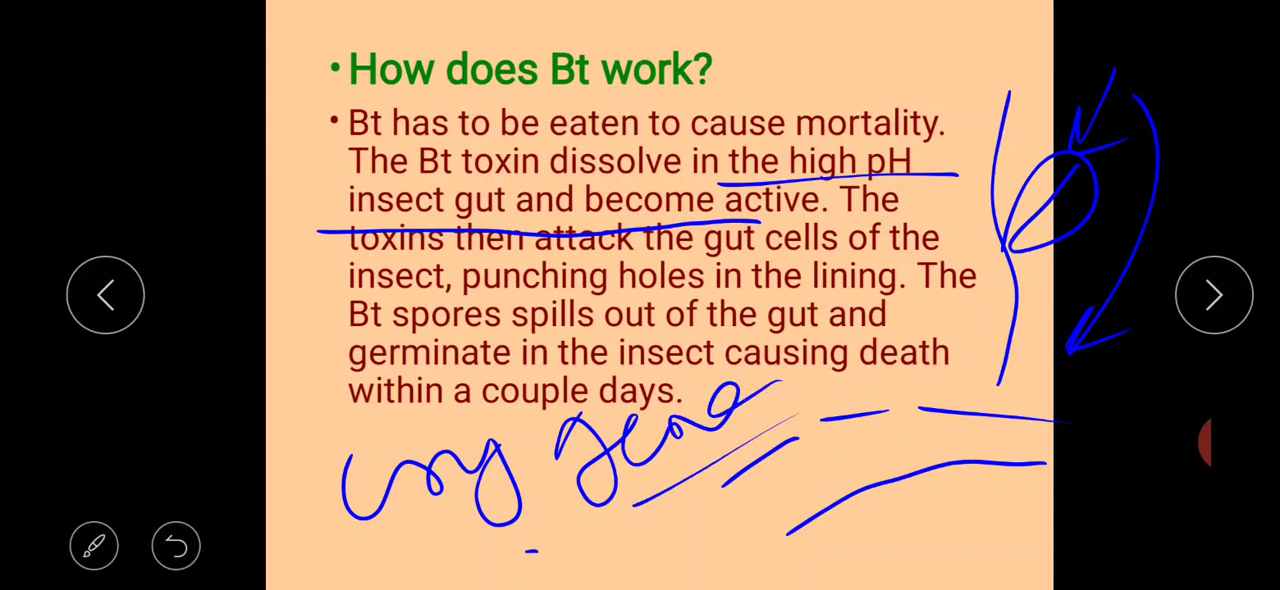 • How does Bt work?
• Bt has to be eaten to cause mortality.
The Bt toxin dissolve in the high pH
insect gut and become active. The
toxins then attack the gut cells of the
insect, punching holes in the lining. The
Bt spores spills out of the gut and
germinate in the insect causing death
within a couple days.
cry gene